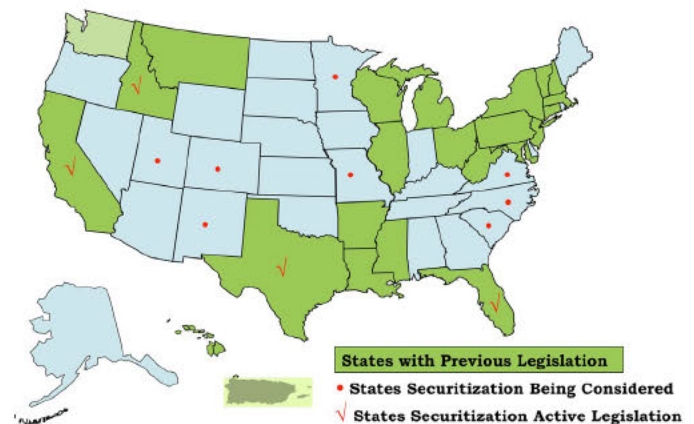 States with Previous Legislation
• States Securitization Being Considered
√ States Securitization Active Legislation